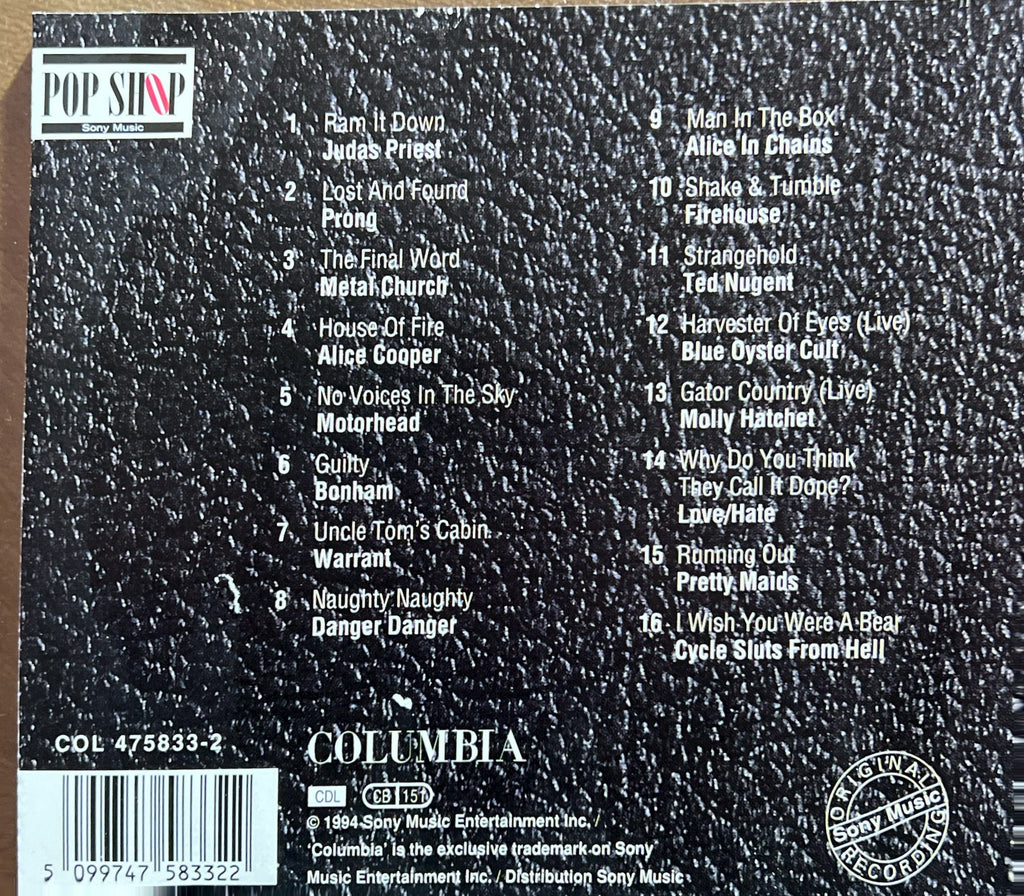 POP SHOP
Sony Music
1 Ram It Down
Judas Priest
2 Lost And Found
Prong
3 The Final Word
Metal Church
4 House Of Fire
Alice Cooper
5 No Voices In The Sky
Motorhead
6 Guilty
Bonham
7 Uncle Tom's Cabin
Warrant
8 Naughty Naughty
Danger Danger
9 Man In The Box
Alice In Chains
10 Shake & Tumble
Firehouse
11 Strangehold
Ted Nugent
12 Harvester Of Eyes (Live)
Blue Oyster Cult
13 Gator Country (Live)
Molly Hatchet
14 Why Do You Think
They Call It Dope?
Love/Hate
15 Running Out
Pretty Maids
16 I Wish You Were A Bear
Cycle Sluts From Hell
COL 475833-2
COLUMBIA
CDL CB 151
© 1994 Sony Music Entertainment Inc. /
'Columbia' is the exclusive trademark on Sony
Music Entertainment Inc. / Distribution Sony Music
5 099747 583322
ORIGINAL
Sony Music
RECORDING